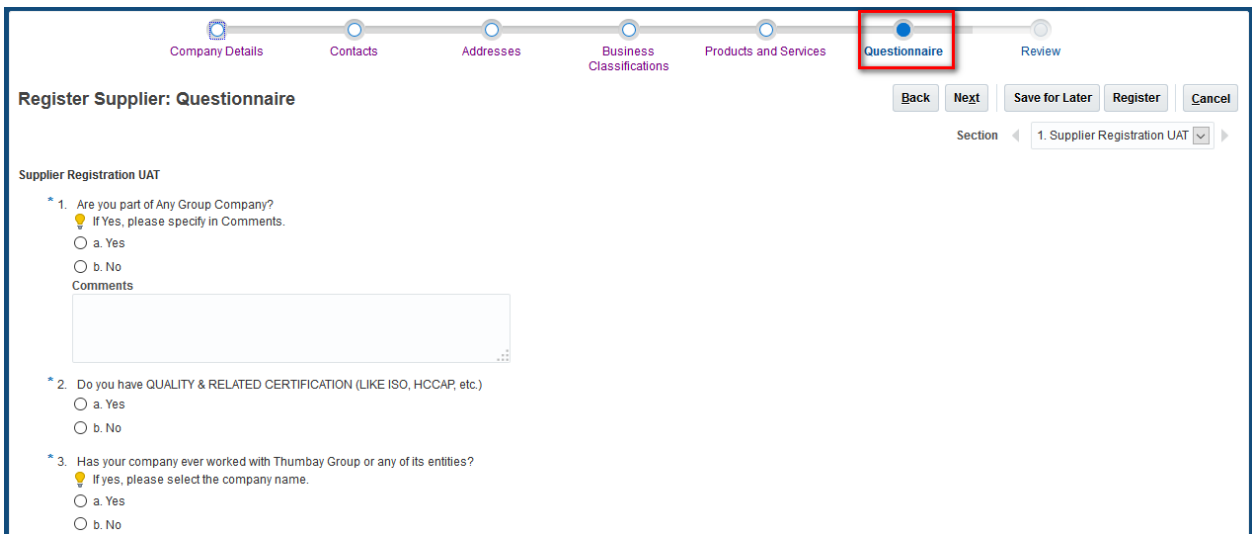 Company Details
Contacts
Addresses
Business
Classifications
Products and Services
Questionnaire
Review
Register Supplier: Questionnaire
Back
Next
Save for Later
Register
Cancel
Section
1. Supplier Registration UAT
Supplier Registration UAT
* 1. Are you part of Any Group Company?
If Yes, please specify in Comments.
a. Yes
b. No
Comments
* 2. Do you have QUALITY & RELATED CERTIFICATION (LIKE ISO, HCCAP, etc.)
a. Yes
b. No
* 3. Has your company ever worked with Thumbay Group or any of its entities?
If yes, please select the company name.
a. Yes
b. No